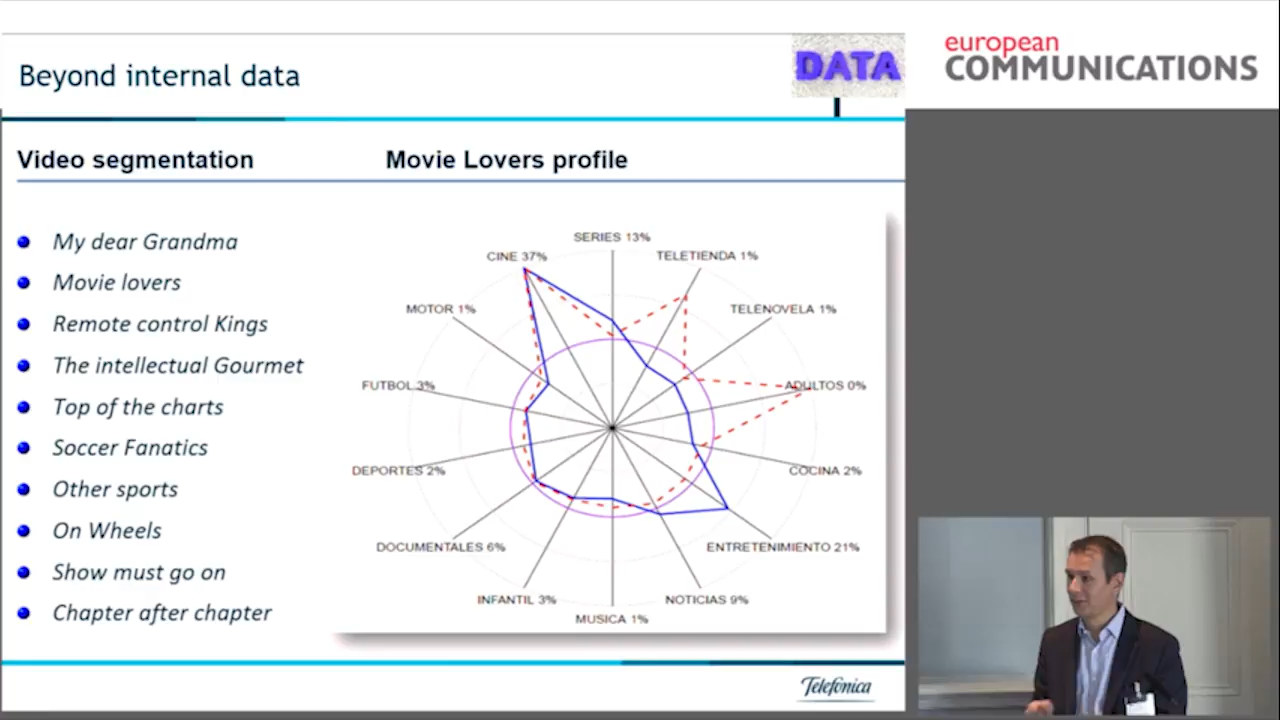 Beyond internal data
DATA
european
COMMUNICATIONS
Video segmentation
Movie Lovers profile
My dear Grandma
Movie lovers
Remote control Kings
The intellectual Gourmet
Top of the charts
Soccer Fanatics
Other sports
On Wheels
Show must go on
Chapter after chapter
SERIES 13%
CINE 37%
TELETIENDA 1%
MOTOR 1%
TELENOVELA 1%
FUTBOL 3%
ADULTOS 0%
DEPORTES 2%
COCINA 2%
DOCUMENTALES 6%
ENTRETENIMIENTO 21%
INFANTIL 3%
NOTICIAS 9%
MUSICA 1%
Telefónica